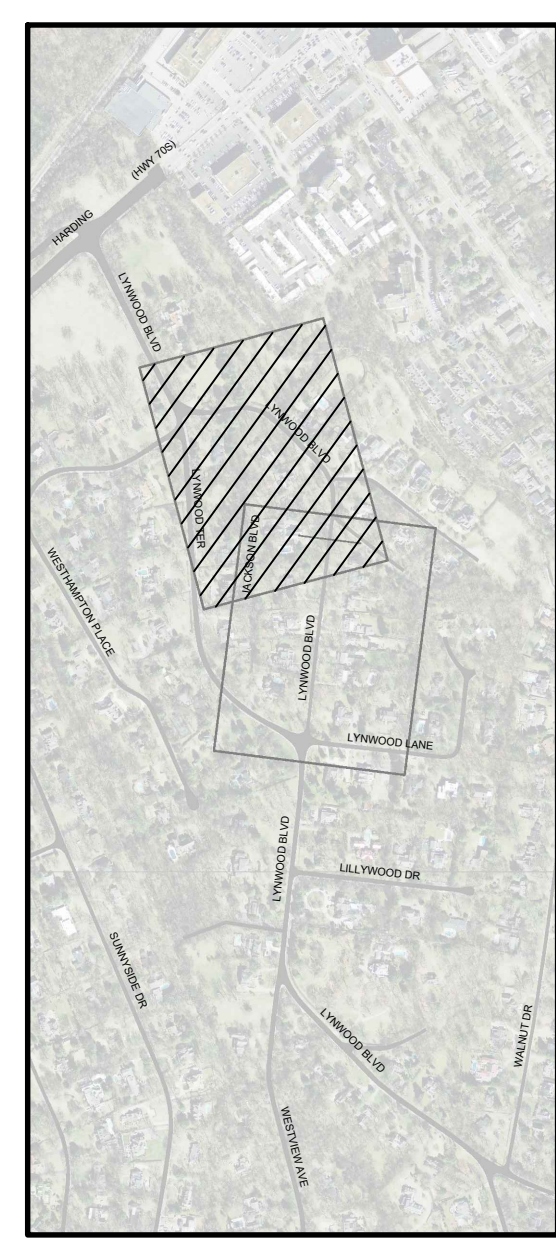 (HWY 70S)
HARDING
LYNWOOD BLVD
LYNWOOD BLVD
LYNWOOD TER
JACKSON BLVD
WESTHAMPTON PLACE
LYNWOOD BLVD
LYNWOOD LANE
LYNWOOD BLVD
LILLYWOOD DR
SUNNYSIDE DR
LYNWOOD BLVD
WALNUT DR
WESTVIEW AVE